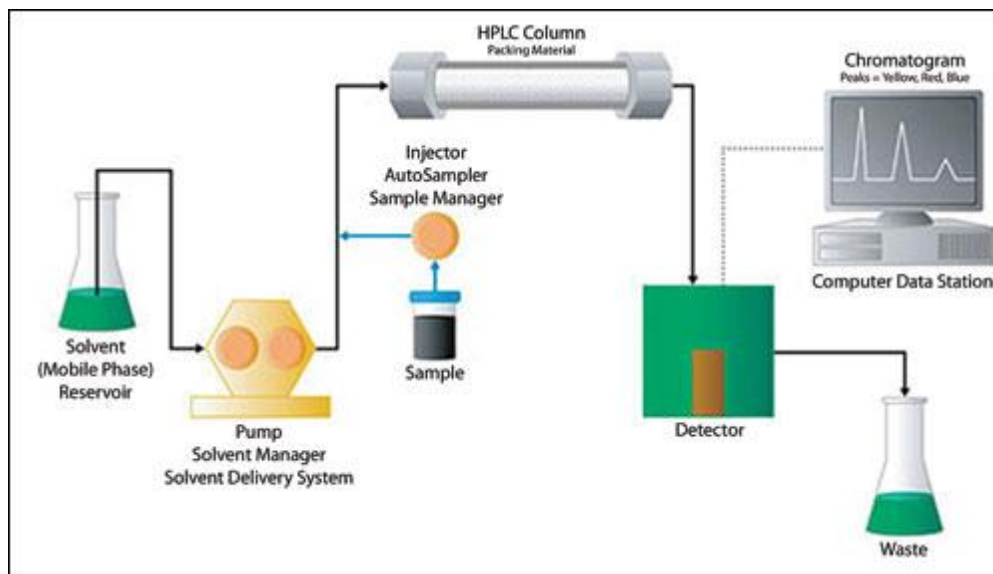 HPLC Column
Packing Material
Chromatogram
Peaks = Yellow, Red, Blue
Injector
AutoSampler
Sample Manager
Computer Data Station
Solvent
(Mobile Phase)
Reservoir
Sample
Pump
Solvent Manager
Solvent Delivery System
Detector
Waste